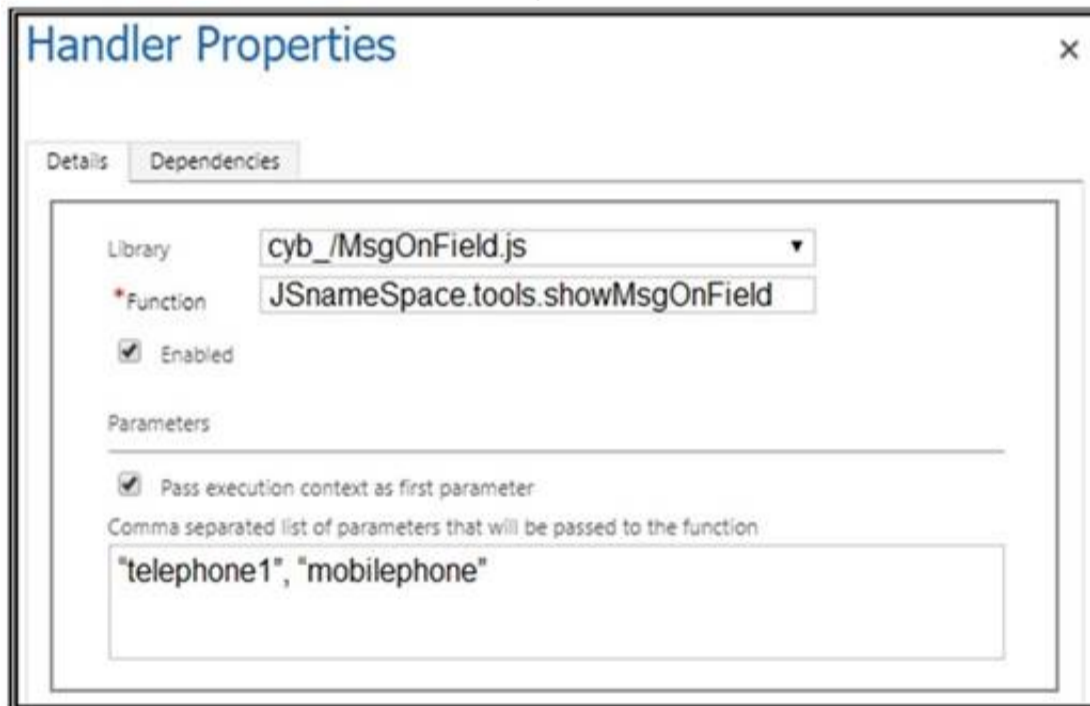 Handler Properties
×
Details Dependencies
Library cyb_/MsgOnField.js ▼
*Function JSnameSpace.tools.showMsgOnField
Enabled
Parameters
Pass execution context as first parameter
Comma separated list of parameters that will be passed to the function
"telephone1", "mobilephone"